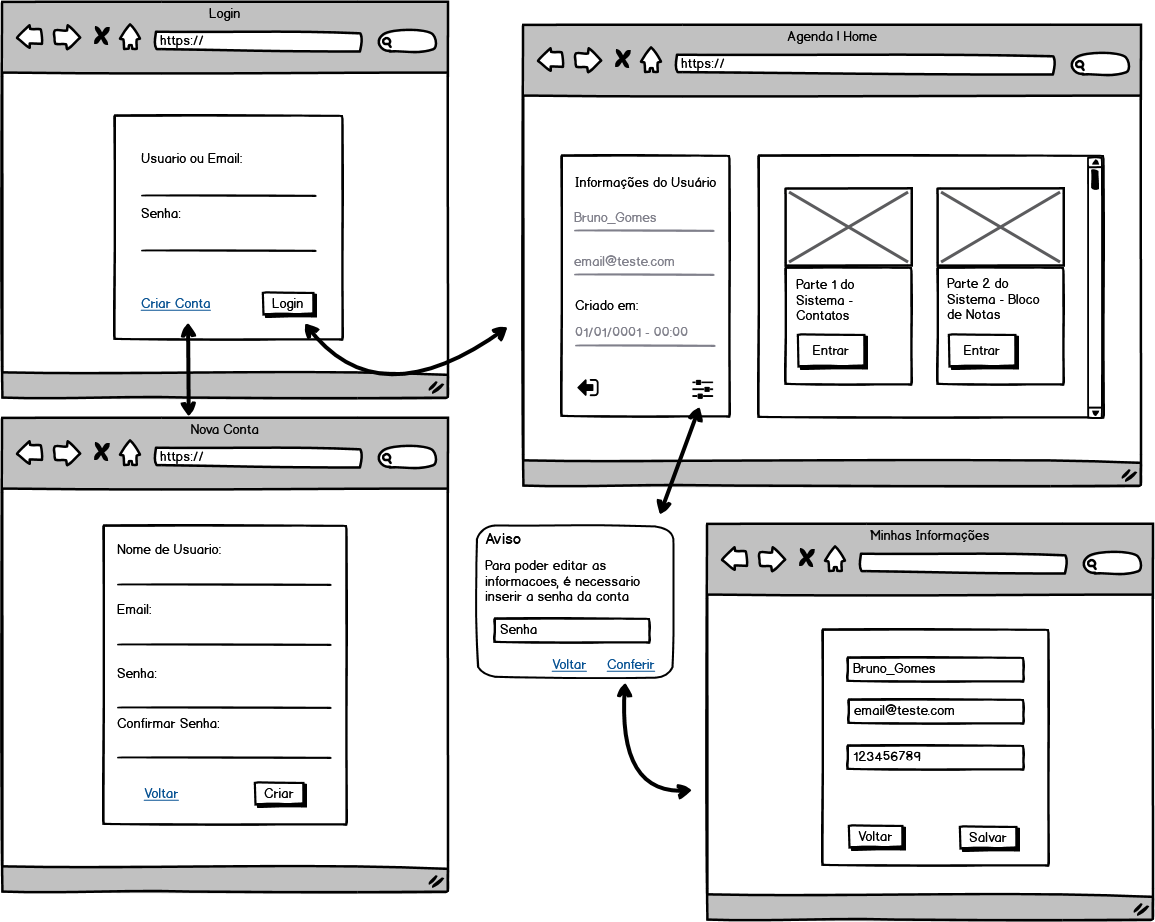 Login
https://
Usuario ou Email:
Senha:
Criar Conta
Login
Agenda | Home
https://
Informações do Usuário
Bruno_Gomes
email@teste.com
Criado em:
01/01/0001 - 00:00
Parte 1 do
Sistema -
Contatos
Entrar
Parte 2 do
Sistema - Bloco
de Notas
Entrar
Nova Conta
https://
Nome de Usuario:
Email:
Senha:
Confirmar Senha:
Voltar
Criar
Aviso
Para poder editar as
informacoes, é necessario
inserir a senha da conta
Senha
Voltar
Conferir
Minhas Informações
Bruno_Gomes
email@teste.com
123456789
Voltar
Salvar